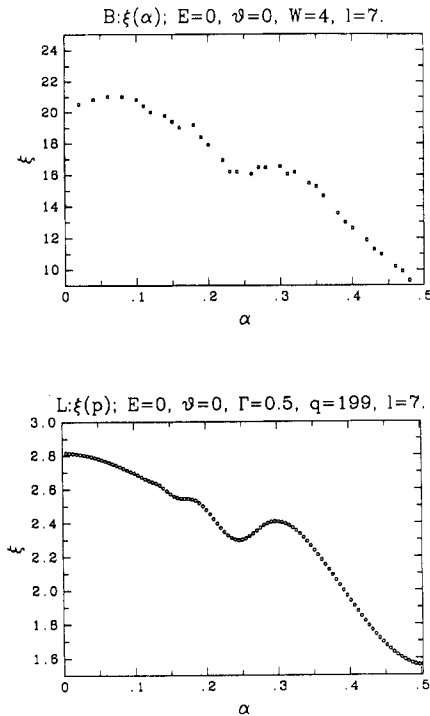 B:ξ(α); E=0, ϑ=0, W=4, l=7.
24
22
20
18
16
14
12
10
ξ
0 .1 .2 .3 .4 .5
α
L:ξ(p); E=0, ϑ=0, Γ=0.5, q=199, l=7.
3.0
2.8
2.6
2.4
2.2
2.0
1.8
1.6
ξ
0 .1 .2 .3 .4 .5
α